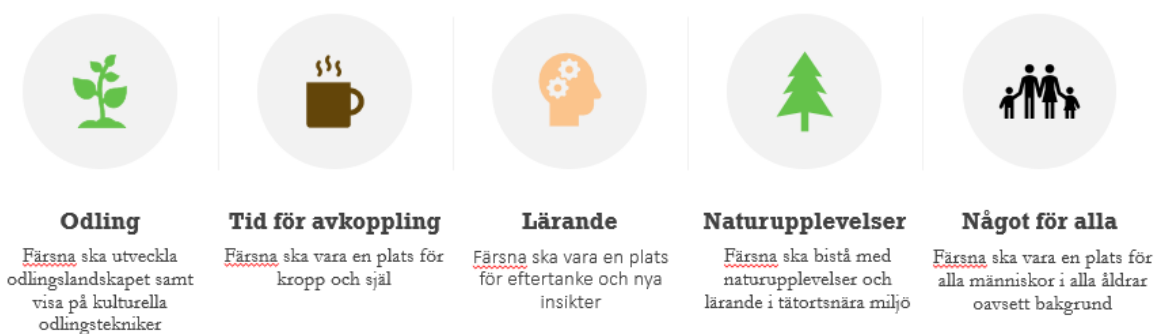 Odling
Färsna ska utveckla
odlingslandskapet samt
visa på kulturella
odlingstekniker
Tid för avkoppling
Färsna ska vara en plats för
kropp och själ
Lärande
Färsna ska vara en plats
för eftertanke och nya
insikter
Naturupplevelser
Färsna ska bistå med
naturupplevelser och
lärande i tätortsnära miljö
Något för alla
Färsna ska vara en plats för
alla människor i alla åldrar
oavsett bakgrund